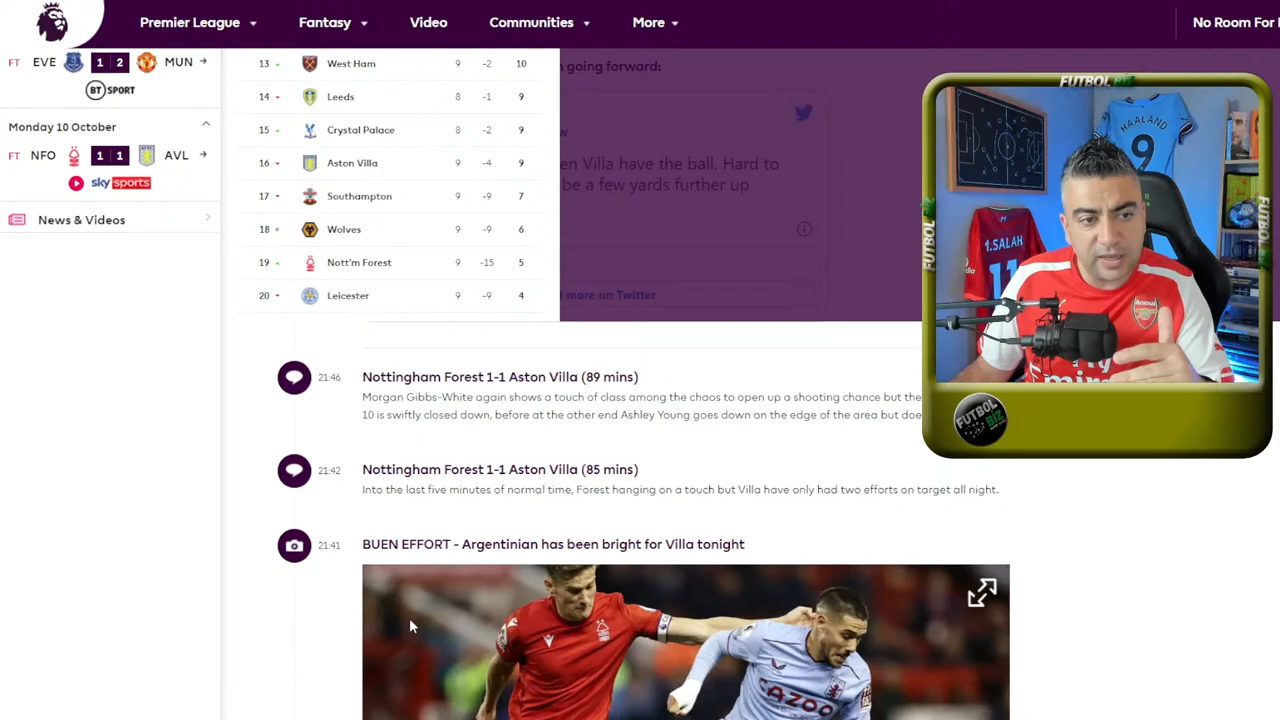 Premier League
Fantasy
Video
Communities
More
No Room For
FT EVE 1 2 MUN
BT SPORT
Monday 10 October
FT NFO 1 1 AVL
sky sports
News & Videos
13 West Ham 9 -2 10
14 Leeds 8 -1 9
15 Crystal Palace 8 -2 9
16 Aston Villa 9 -4 9
17 Southampton 9 -9 7
18 Wolves 9 -9 6
19 Nott'm Forest 9 -15 5
20 Leicester 9 -9 4
going forward:
en Villa have the ball. Hard to
be a few yards further up
more on Twitter
21:46 Nottingham Forest 1-1 Aston Villa (89 mins)
Morgan Gibbs-White again shows a touch of class among the chaos to open up a shooting chance but the
10 is swiftly closed down, before at the other end Ashley Young goes down on the edge of the area but doe
21:42 Nottingham Forest 1-1 Aston Villa (85 mins)
Into the last five minutes of normal time, Forest hanging on a touch but Villa have only had two efforts on target all night.
21:41 BUEN EFFORT - Argentinian has been bright for Villa tonight
CAZOO
FUTBOL BIZ
HAALAND
9
1.SALAH
11
Arsenal
FUTBOL
FUTBOL
FUTBOL
BIZ